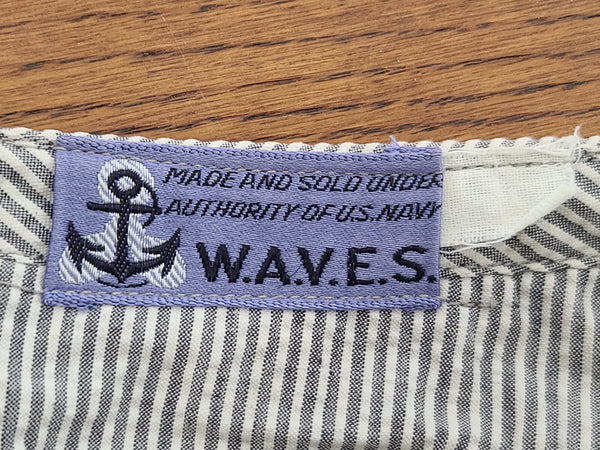 MADE AND SOLD UNDER
AUTHORITY OF U.S. NAVY
W.A.V.E.S.